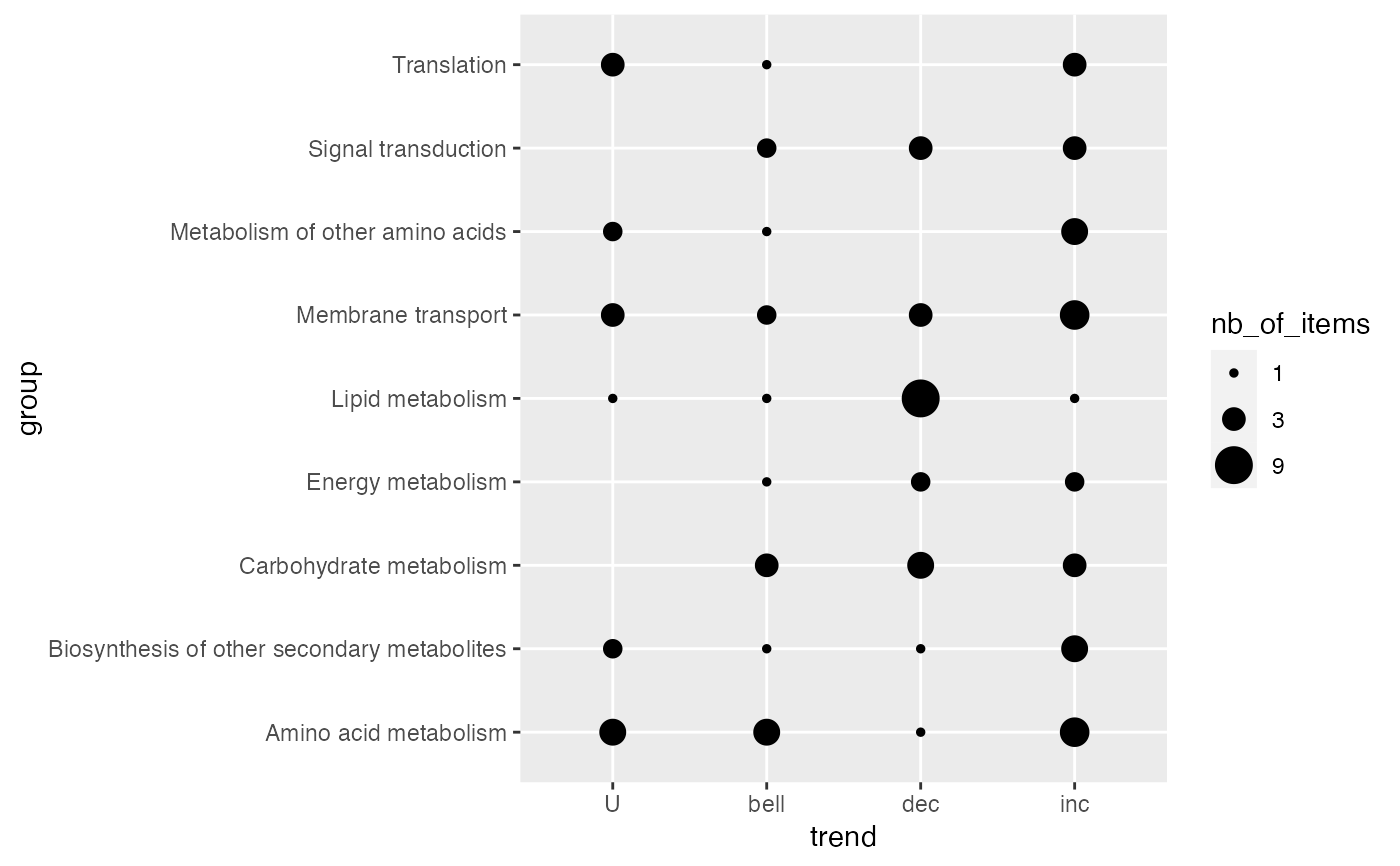 Translation
Signal transduction
Metabolism of other amino acids
Membrane transport
Lipid metabolism
Energy metabolism
Carbohydrate metabolism
Biosynthesis of other secondary metabolites
Amino acid metabolism
group
U bell dec inc
trend
nb_of_items
1
3
9